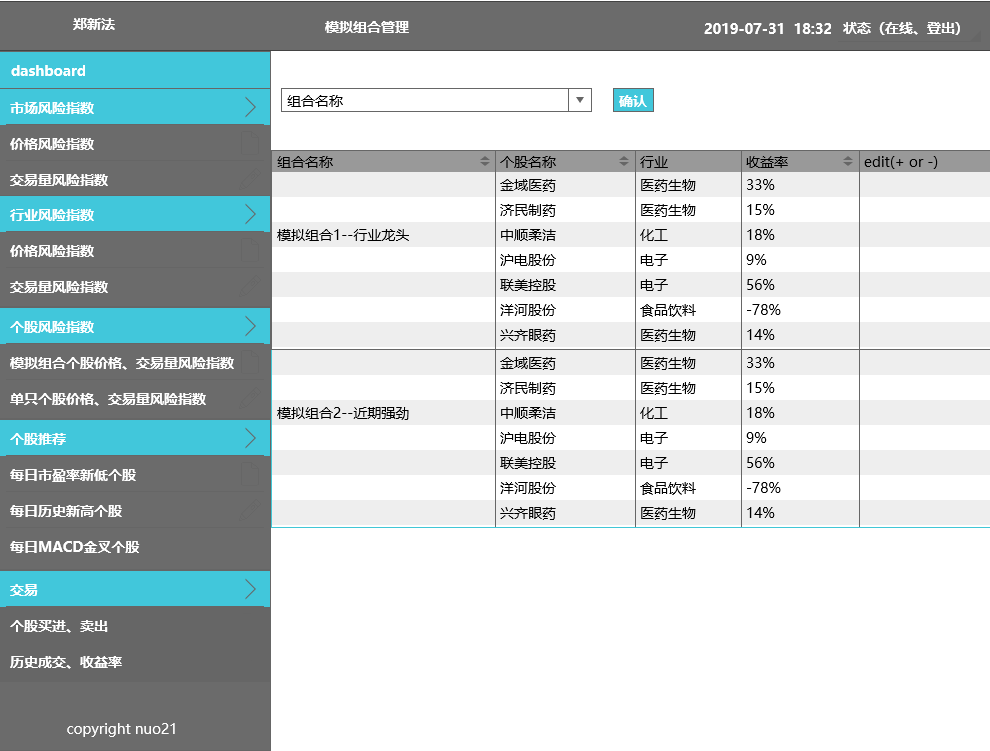 郑新法
模拟组合管理
2019-07-31 18:32 状态（在线、登出）
dashboard
市场风险指数
价格风险指数
交易量风险指数
行业风险指数
价格风险指数
交易量风险指数
个股风险指数
模拟组合个股价格、交易量风险指数
单只个股价格、交易量风险指数
个股推荐
每日市盈率新低个股
每日历史新高个股
每日MACD金叉个股
交易
个股买进、卖出
历史成交、收益率
copyright nuo21
组合名称 确认
组合名称 个股名称 行业 收益率 edit(+ or -)
金域医药 医药生物 33%
济民制药 医药生物 15%
模拟组合1--行业龙头 中顺柔洁 化工 18%
沪电股份 电子 9%
联美控股 电子 56%
洋河股份 食品饮料 -78%
兴齐眼药 医药生物 14%
金域医药 医药生物 33%
济民制药 医药生物 15%
模拟组合2--近期强劲 中顺柔洁 化工 18%
沪电股份 电子 9%
联美控股 电子 56%
洋河股份 食品饮料 -78%
兴齐眼药 医药生物 14%